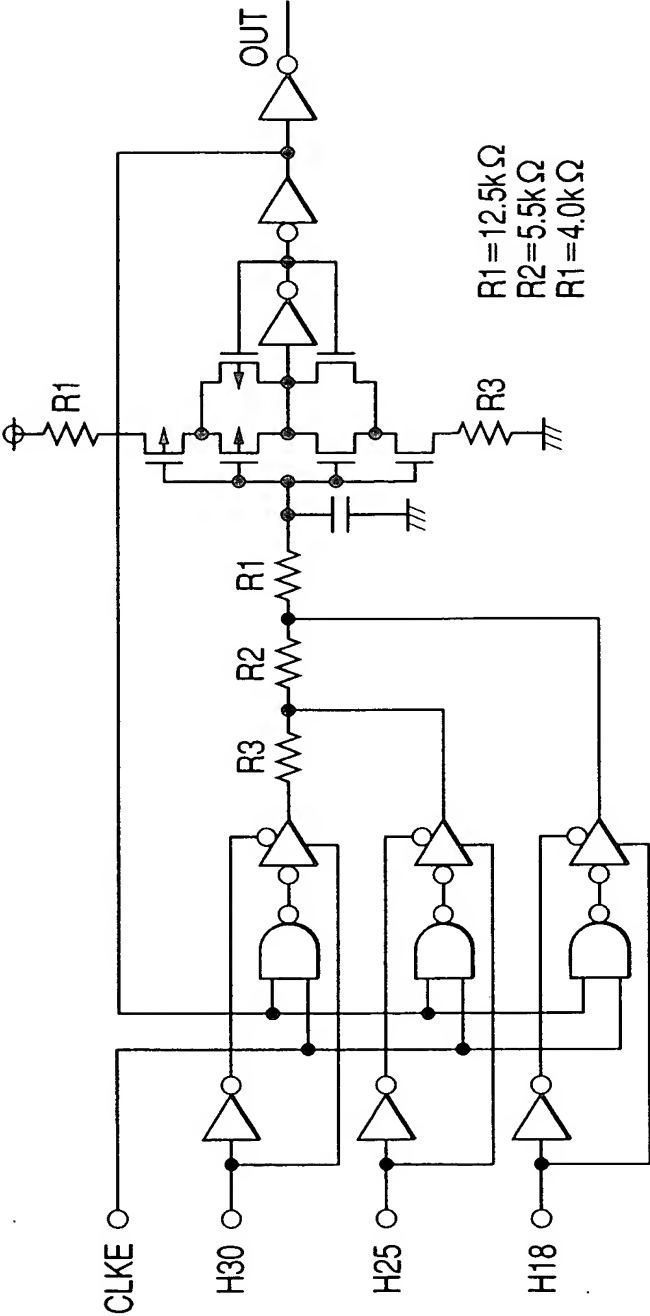 CLKE
H30
H25
H18
R3
R2
R1
R1
R3
OUT
R1=12.5kΩ
R2=5.5kΩ
R1=4.0kΩ